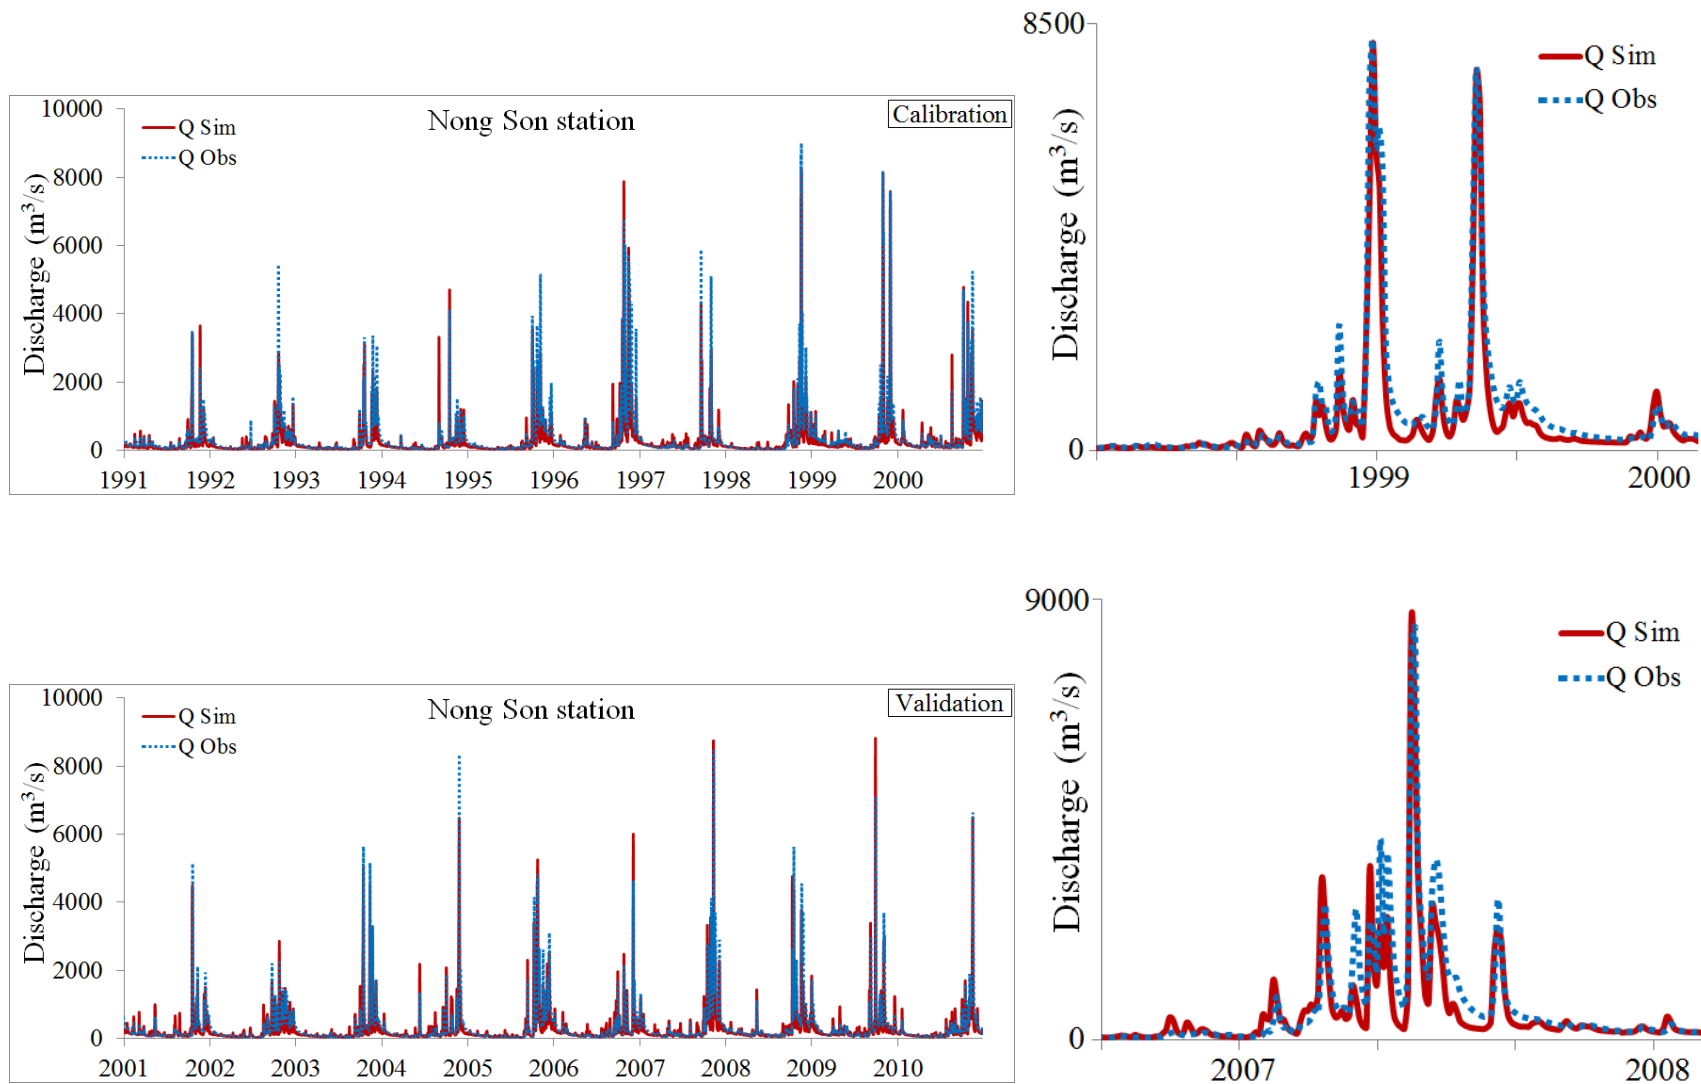 Nong Son station
Calibration
Q Sim
Q Obs
Discharge (m³/s)
10000
8000
6000
4000
2000
0
1991 1992 1993 1994 1995 1996 1997 1998 1999 2000
8500
Q Sim
Q Obs
Discharge (m³/s)
0
1999 2000
Nong Son station
Validation
Q Sim
Q Obs
Discharge (m³/s)
10000
8000
6000
4000
2000
0
2001 2002 2003 2004 2005 2006 2007 2008 2009 2010
9000
Q Sim
Q Obs
Discharge (m³/s)
0
2007 2008